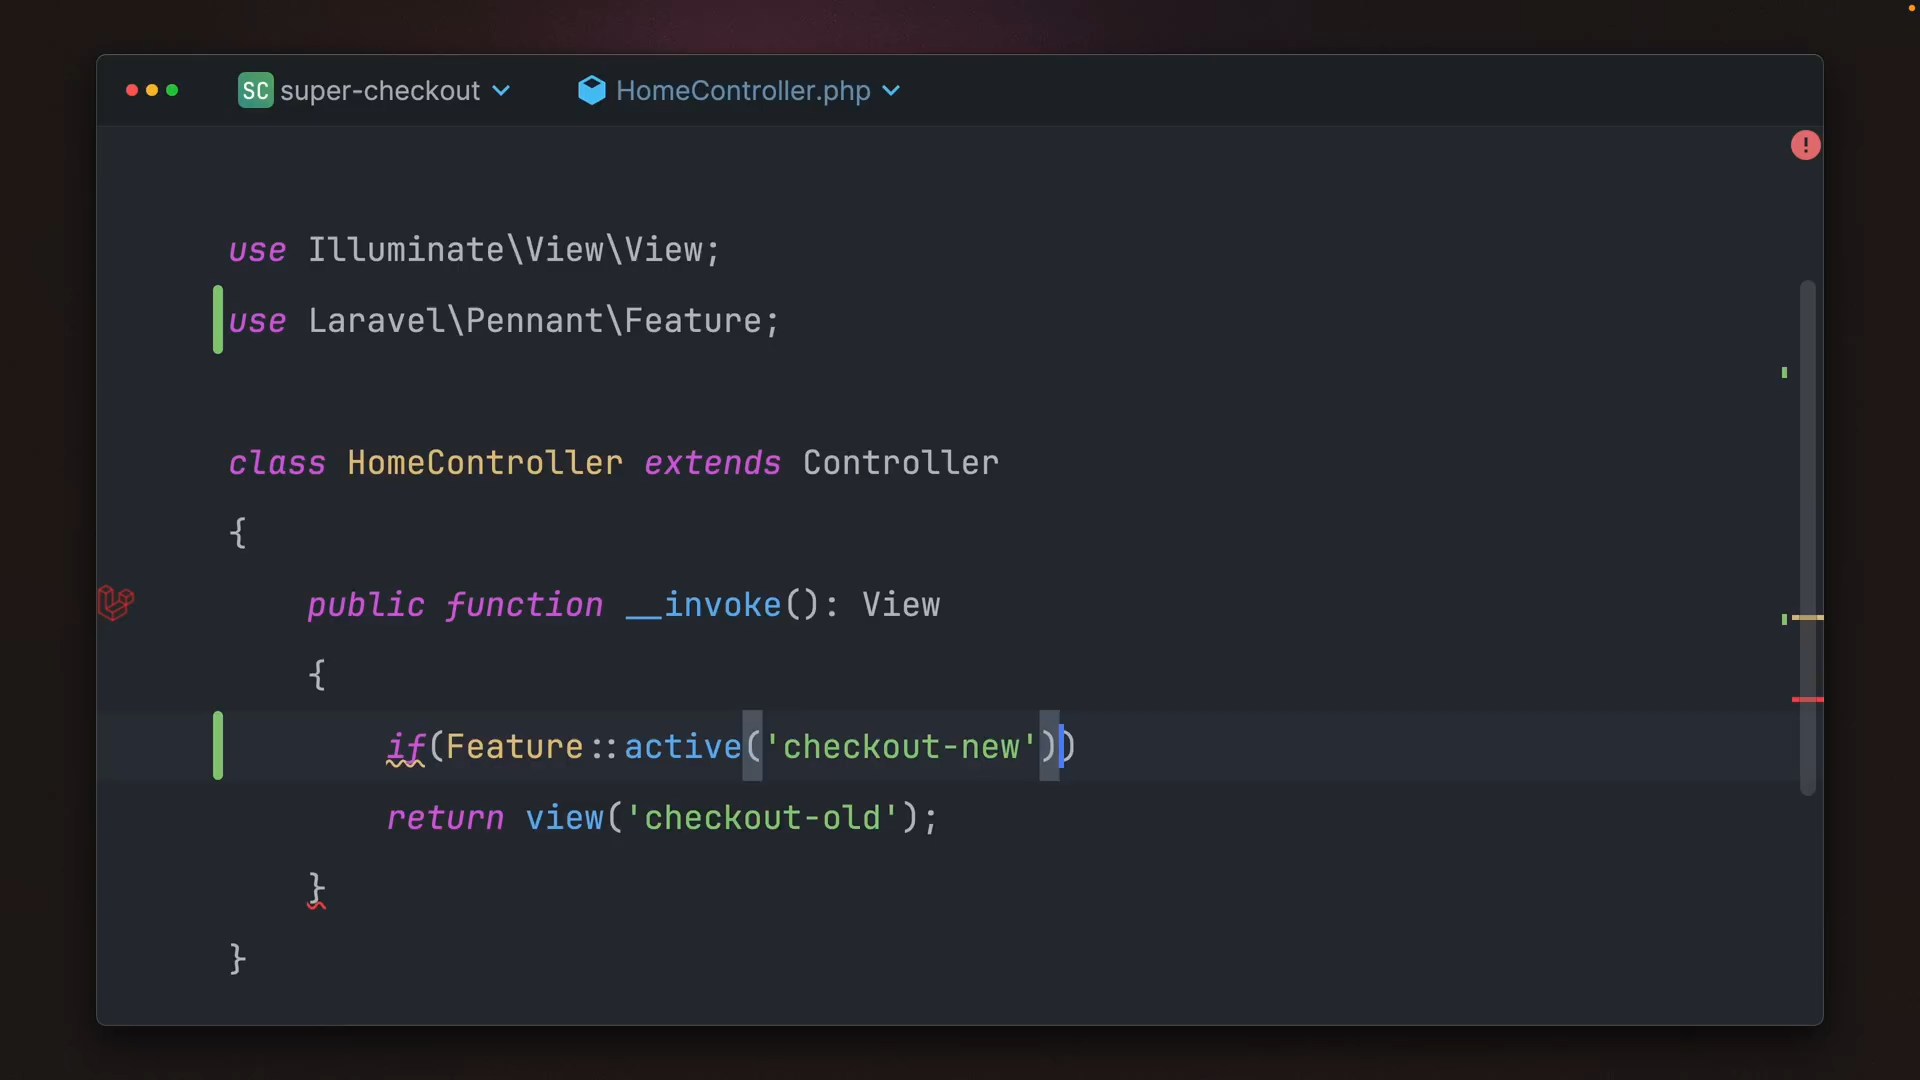 SC super-checkout HomeController.php
use Illuminate\View\View;
use Laravel\Pennant\Feature;
class HomeController extends Controller
{
public function __invoke(): View
{
if(Feature::active('checkout-new'))
return view('checkout-old');
}
}